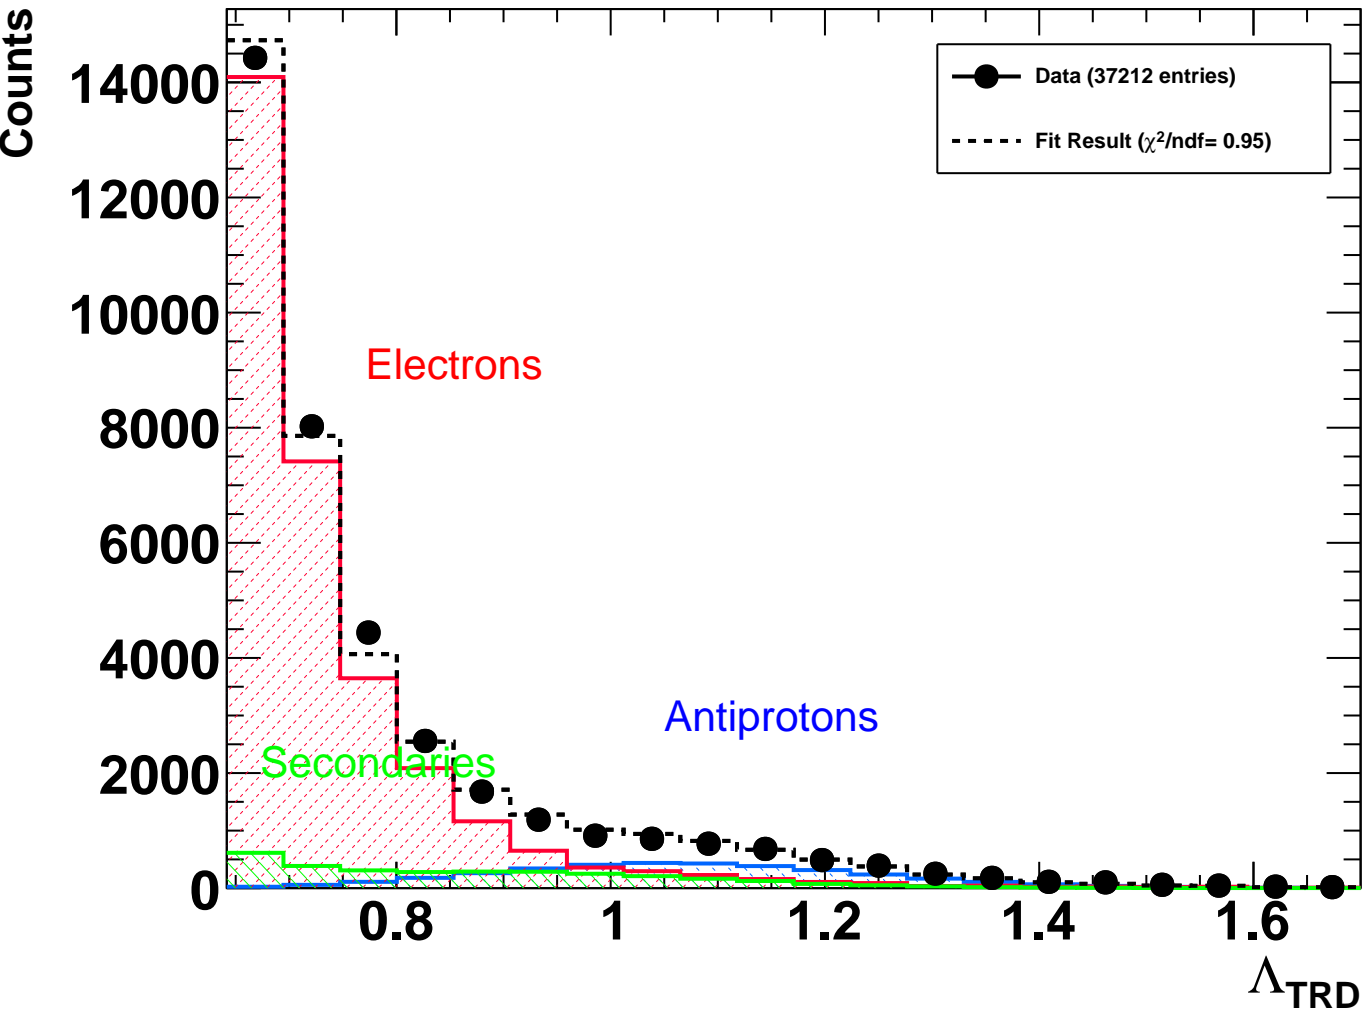 Counts
14000
12000
10000
8000
6000
4000
2000
0
Data (37212 entries)
Fit Result (χ²/ndf= 0.95)
Electrons
Antiprotons
Secondaries
0.8 1 1.2 1.4 1.6
Λ_TRD